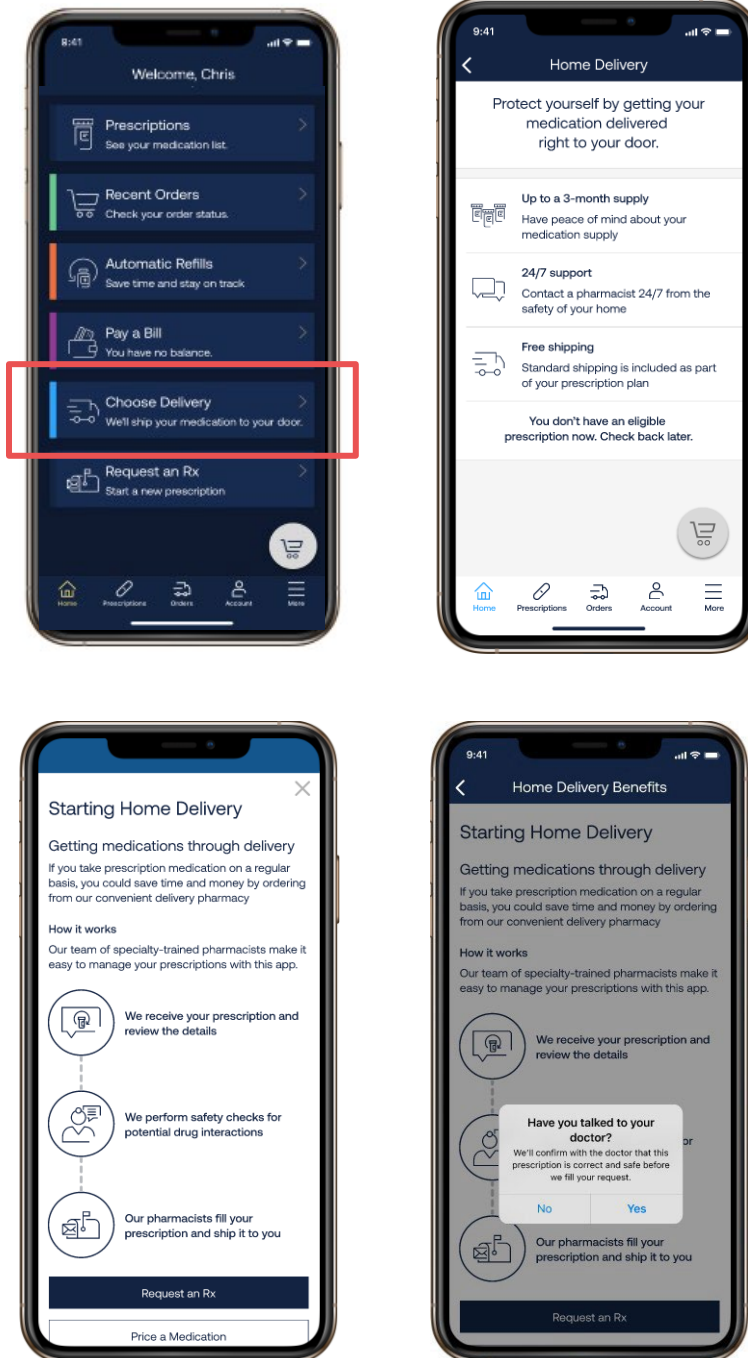 8:41
Welcome, Chris
Prescriptions
See your medication list.
Recent Orders
Check your order status.
Automatic Refills
Save time and stay on track
Pay a Bill
You have no balance.
Choose Delivery
We'll ship your medication to your door.
Request an Rx
Start a new prescription
Home
Prescriptions
Orders
Account
More
9:41
Home Delivery
Protect yourself by getting your
medication delivered
right to your door.
Up to a 3-month supply
Have peace of mind about your
medication supply
24/7 support
Contact a pharmacist 24/7 from the
safety of your home
Free shipping
Standard shipping is included as part
of your prescription plan
You don't have an eligible
prescription now. Check back later.
Home
Prescriptions
Orders
Account
More
Starting Home Delivery
Getting medications through delivery
If you take prescription medication on a regular
basis, you could save time and money by ordering
from our convenient delivery pharmacy
How it works
Our team of specialty-trained pharmacists make it
easy to manage your prescriptions with this app.
We receive your prescription and
review the details
We perform safety checks for
potential drug interactions
Our pharmacists fill your
prescription and ship it to you
Request an Rx
Price a Medication
9:41
Home Delivery Benefits
Starting Home Delivery
Getting medications through delivery
If you take prescription medication on a regular
basis, you could save time and money by ordering
from our convenient delivery pharmacy
How it works
Our team of specialty-trained pharmacists make it
easy to manage your prescriptions with this app.
We receive your prescription and
review the details
or
Have you talked to your
doctor?
We'll confirm with the doctor that this
prescription is correct and safe before
we fill your request.
No
Yes
Our pharmacists fill your
prescription and ship it to you
Request an Rx